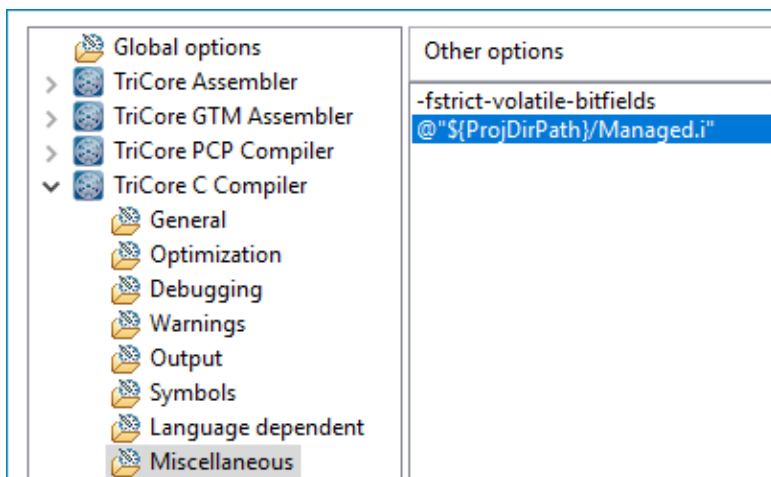 Global options
TriCore Assembler
TriCore GTM Assembler
TriCore PCP Compiler
TriCore C Compiler
General
Optimization
Debugging
Warnings
Output
Symbols
Language dependent
Miscellaneous
Other options
-fstrict-volatile-bitfields
@"${ProjDirPath}/Managed.i"